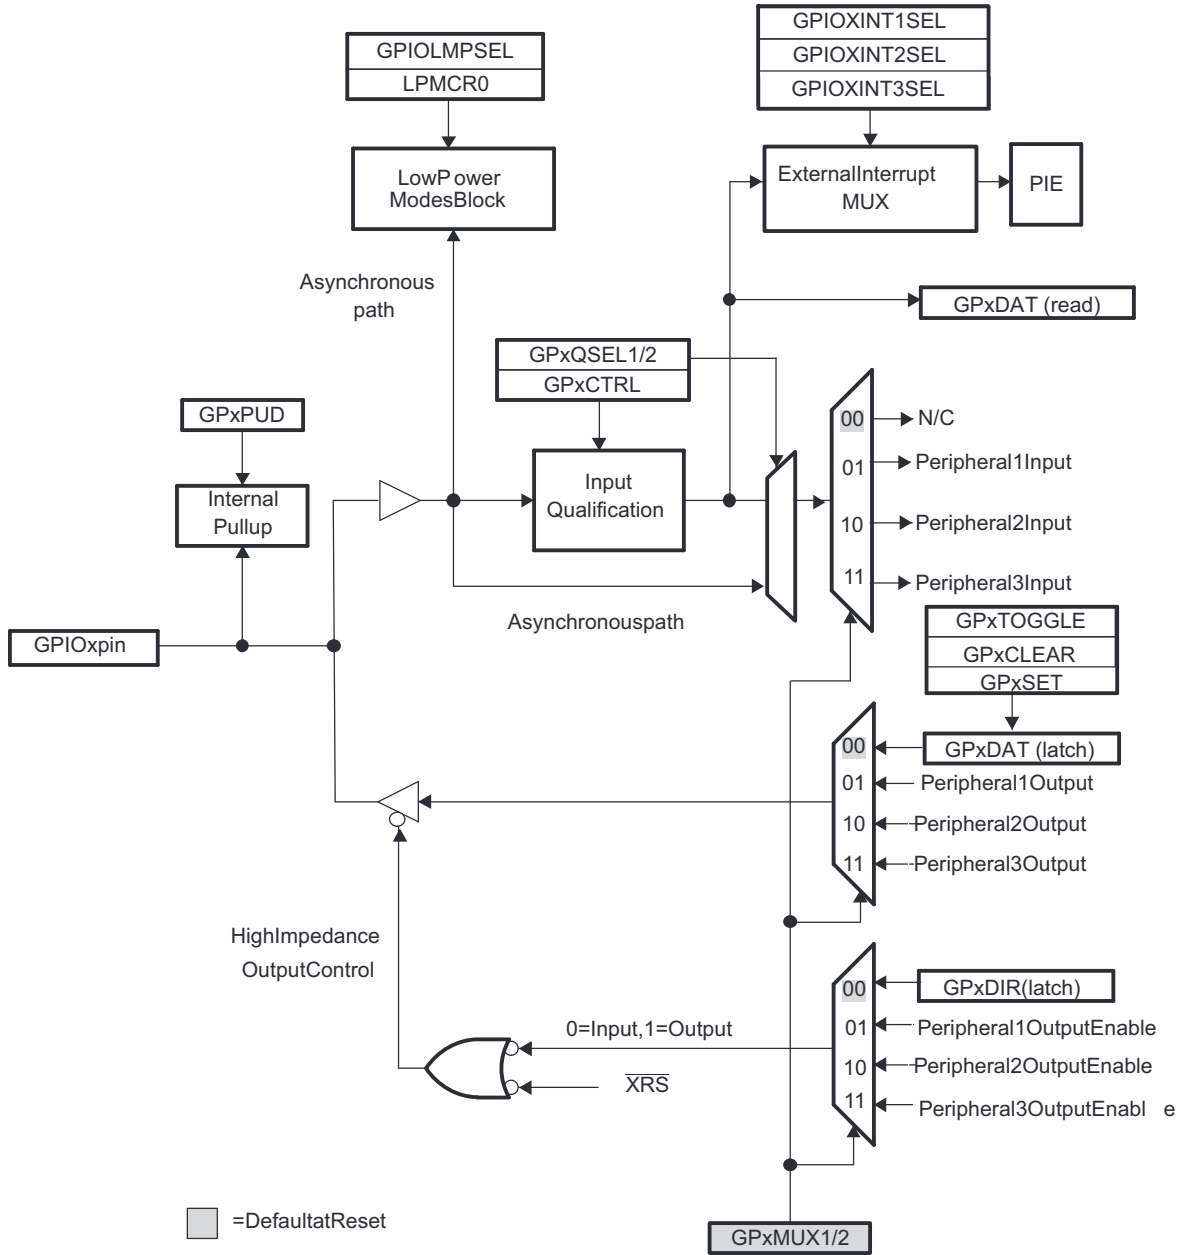 GPIOXINT1SEL
GPIOXINT2SEL
GPIOXINT3SEL
GPIOLMPSEL
LPMCR0
LowPower
ModesBlock
ExternalInterrupt
MUX
PIE
Asynchronous
path
GPxDAT (read)
GPxQSEL1/2
GPxCTRL
GPxPUD
00
N/C
01
Peripheral1Input
Input
Qualification
Internal
Pullup
10
Peripheral2Input
11
Peripheral3Input
Asynchronouspath
GPIOxpin
GPxTOGGLE
GPxCLEAR
GPxSET
00
GPxDAT (latch)
01
Peripheral1Output
10
Peripheral2Output
11
Peripheral3Output
HighImpedance
OutputControl
00
GPxDIR(latch)
0=Input,1=Output
01
Peripheral1OutputEnable
10
Peripheral2OutputEnable
XRS
11
Peripheral3OutputEnabl e
=DefaultatReset
GPxMUX1/2